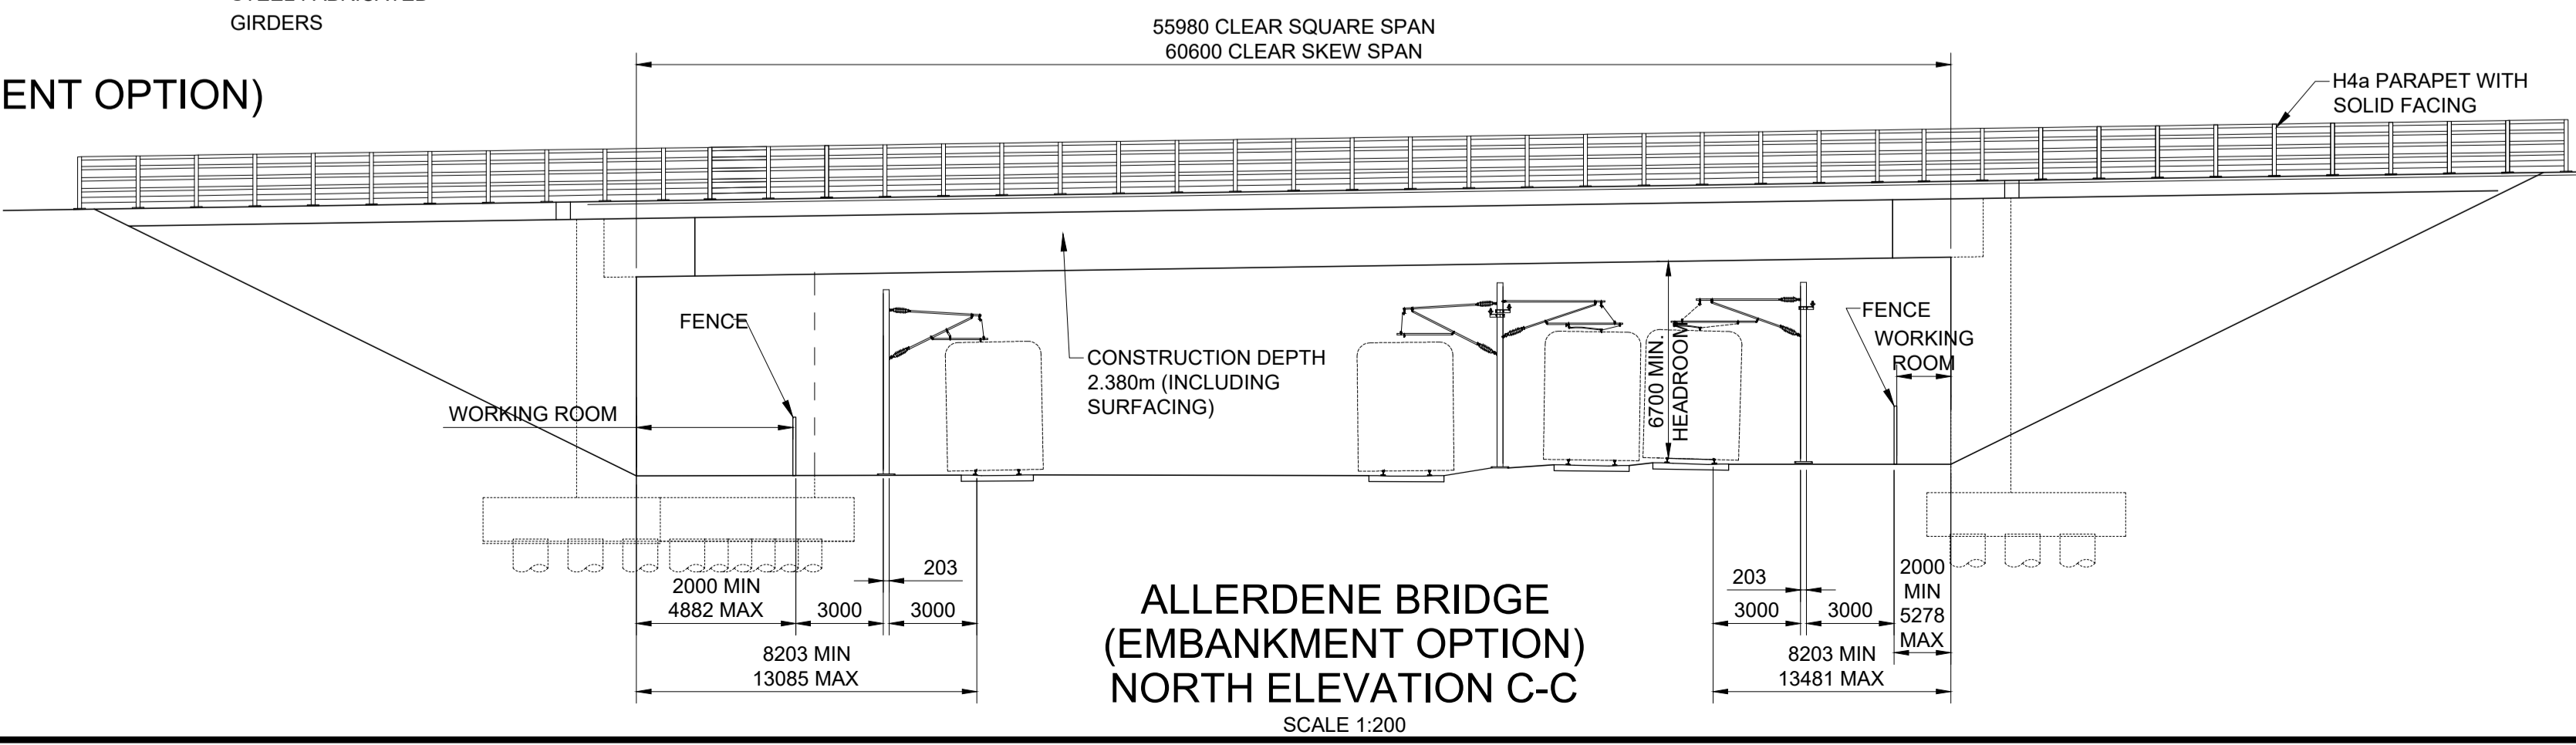 GIRDERS
ENT OPTION)
55980 CLEAR SQUARE SPAN
60600 CLEAR SKEW SPAN
H4a PARAPET WITH
SOLID FACING
FENCE
WORKING ROOM
CONSTRUCTION DEPTH
2.380m (INCLUDING
SURFACING)
6700 MIN.
HEADROOM
FENCE
WORKING
ROOM
203
2000 MIN
4882 MAX
3000
3000
8203 MIN
13085 MAX
203
3000
3000
2000
MIN
5278
MAX
8203 MIN
13481 MAX
ALLERDENE BRIDGE
(EMBANKMENT OPTION)
NORTH ELEVATION C-C
SCALE 1:200